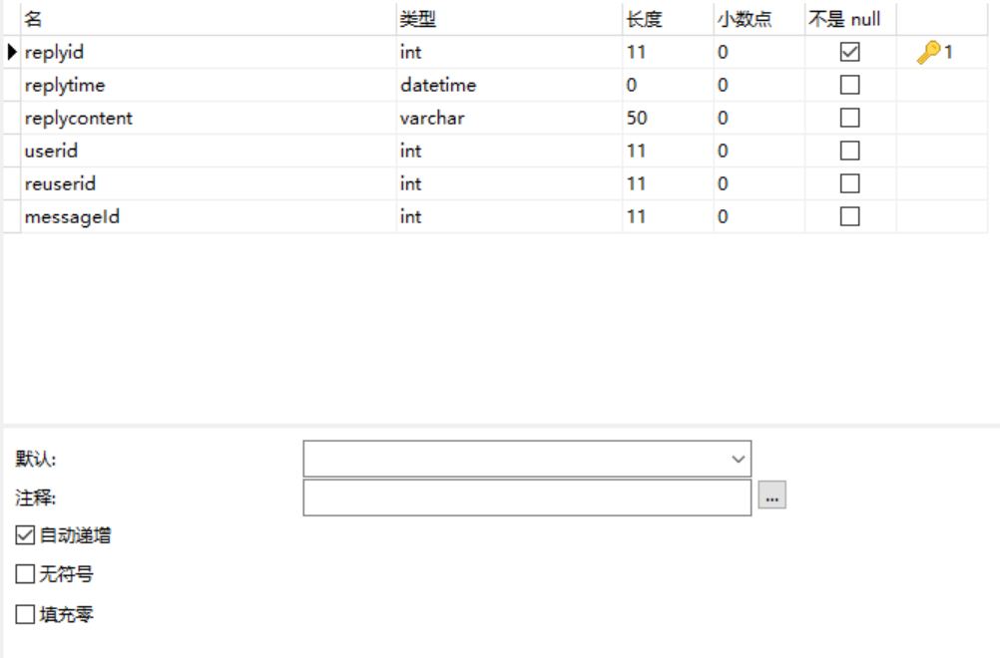 名 类型 长度 小数点 不是 null
replyid int 11 0 1
replytime datetime 0 0
replycontent varchar 50 0
userid int 11 0
reuserid int 11 0
messageId int 11 0
默认:
注释: ...
自动递增
无符号
填充零